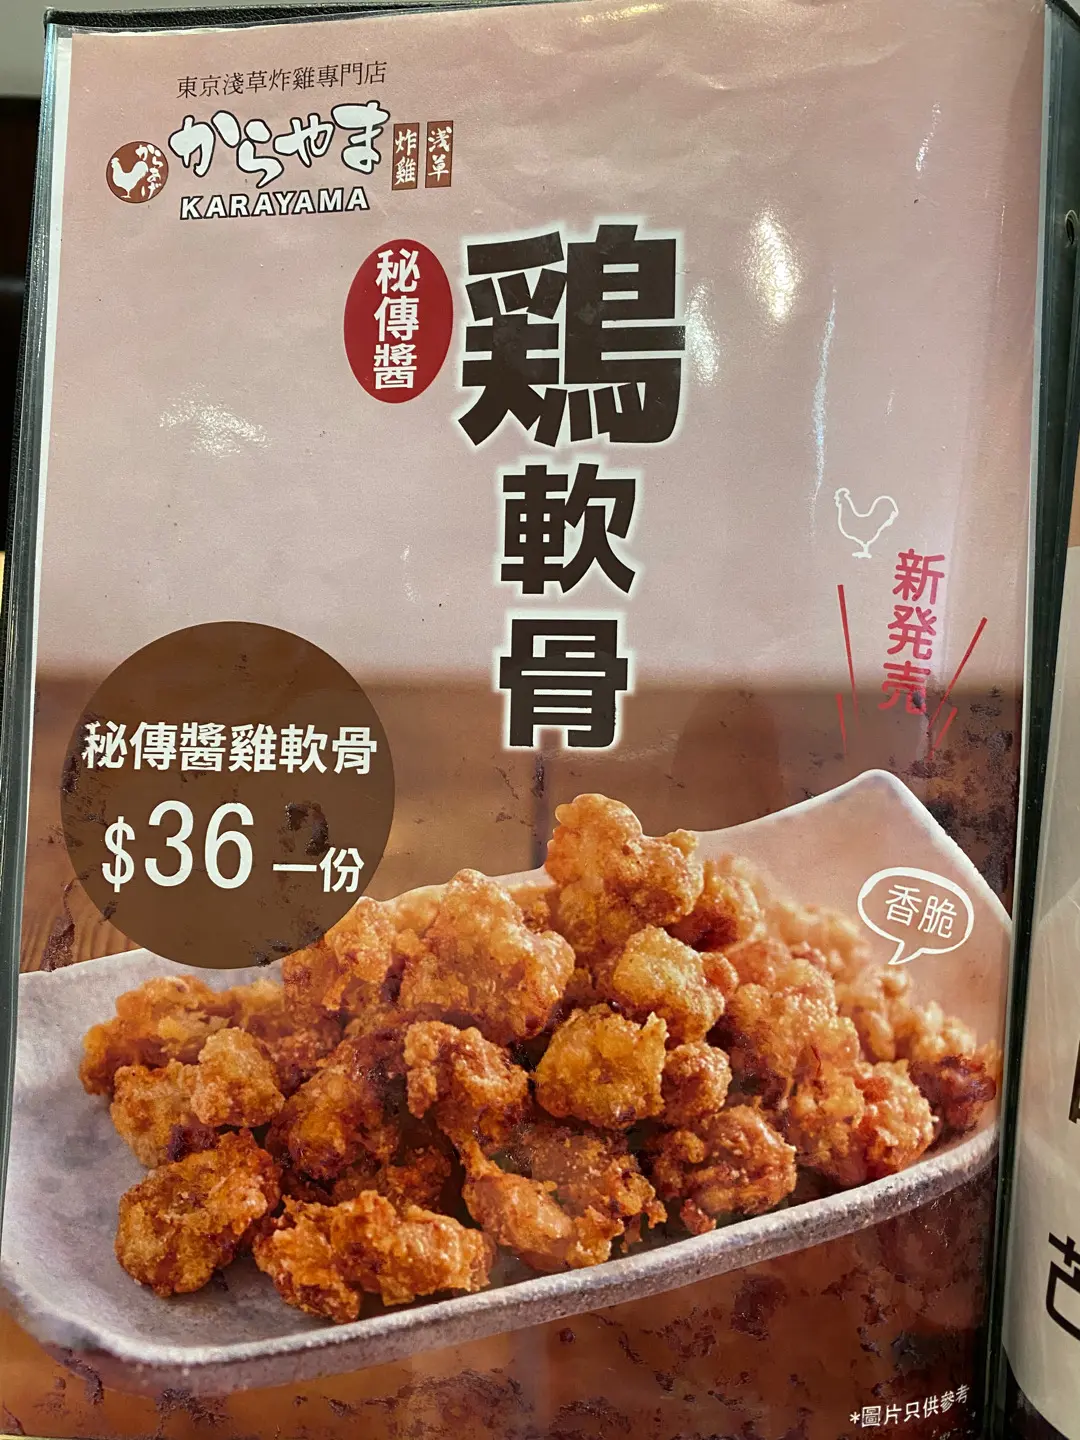 東京淺草炸雞專門店
からあげ
からやま
炸雞
浅草
KARAYAMA
秘傳醬
鶏軟骨
新発売
秘傳醬雞軟骨
$36一份
香脆
*圖片只供參考